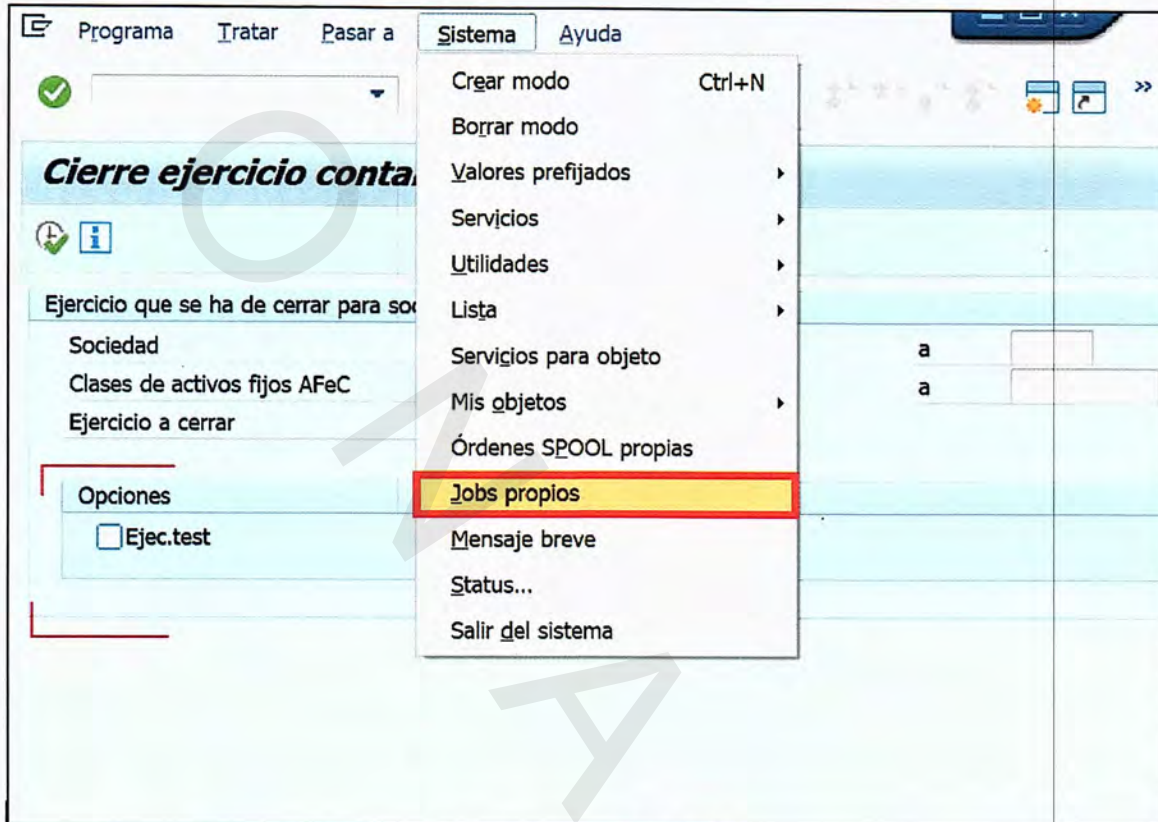 Programa Tratar Pasar a Sistema Ayuda
Crear modo Ctrl+N
Borrar modo
Valores prefijados
Servicios
Utilidades
Lista
Servicios para objeto
Mis objetos
Órdenes SPOOL propias
Jobs propios
Mensaje breve
Status...
Salir del sistema
Cierre ejercicio
Ejercicio que se ha de cerrar para
Sociedad a
Clases de activos fijos AFeC a
Ejercicio a cerrar
Opciones
Ejec.test